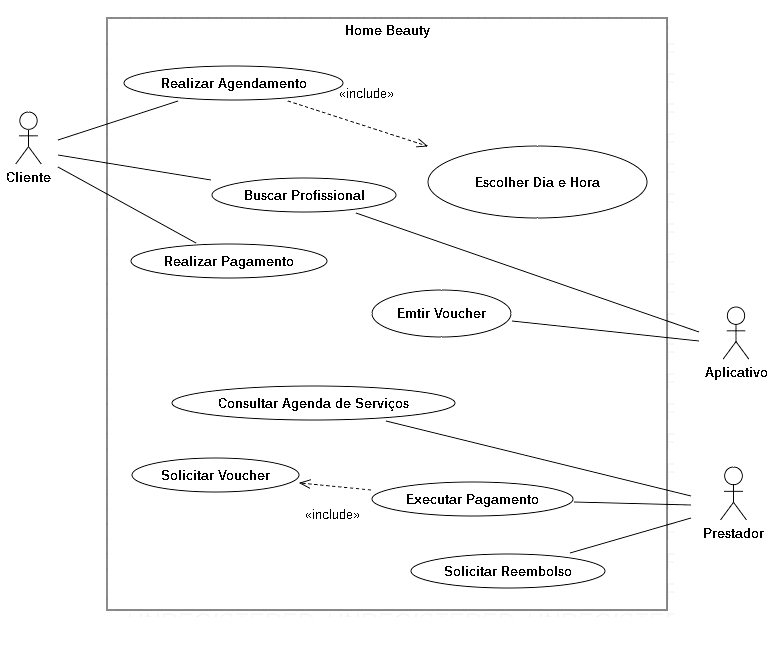 Home Beauty
Realizar Agendamento
«include»
Cliente
Escolher Dia e Hora
Buscar Profissional
Realizar Pagamento
Emtir Voucher
Aplicativo
Consultar Agenda de Serviços
Solicitar Voucher
Executar Pagamento
«include»
Prestador
Solicitar Reembolso